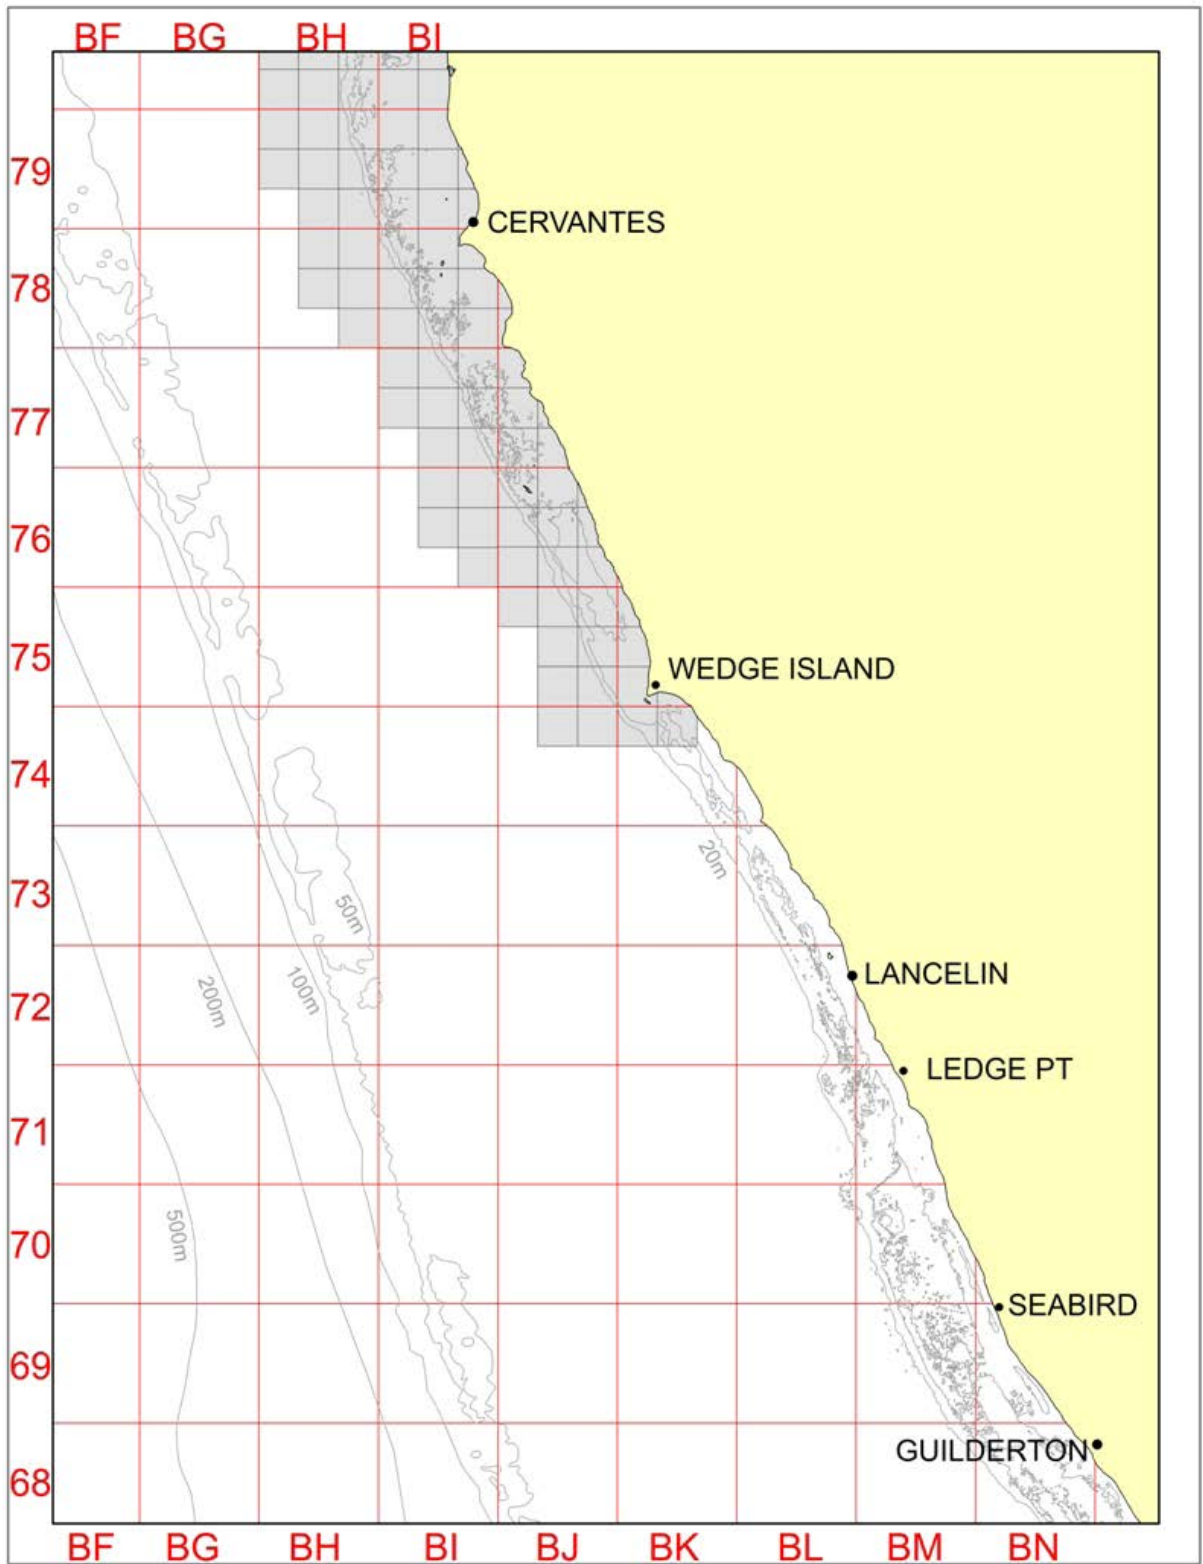 BF BG BH BI
79
CERVANTES
78
77
76
75
WEDGE ISLAND
74
20m
73
50m
LANCELIN
72
200m
100m
LEDGE PT
71
70
500m
SEABIRD
69
GUILDERTON
68
BF BG BH BI BJ BK BL BM BN